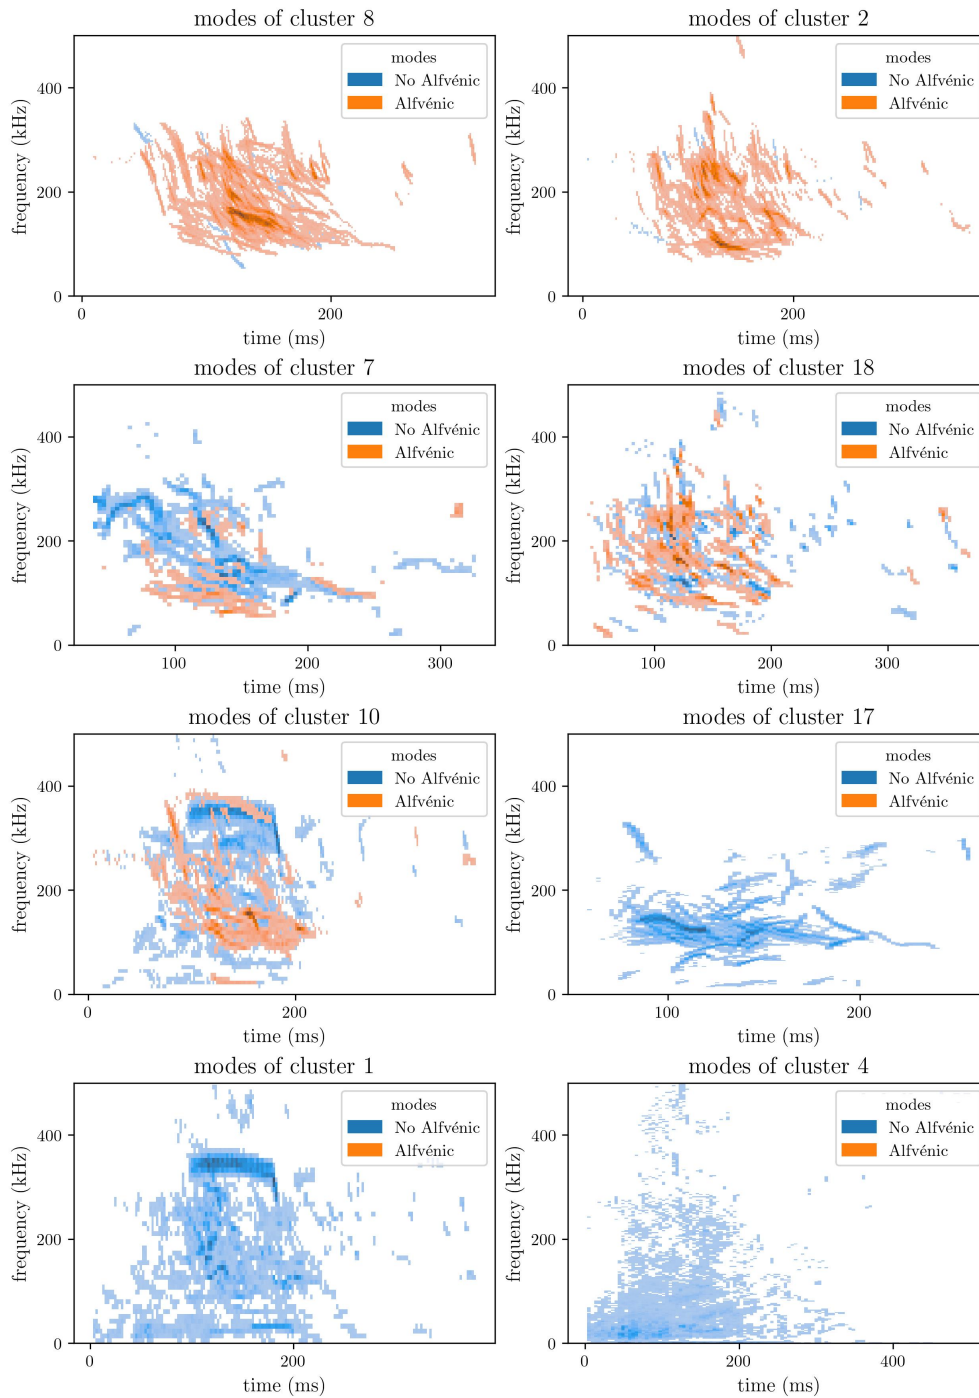 modes of cluster 8
modes
No Alfvénic
Alfvénic
400
200
0
frequency (kHz)
0
200
time (ms)
modes of cluster 2
modes
No Alfvénic
Alfvénic
400
200
0
frequency (kHz)
0
200
time (ms)
modes of cluster 7
modes
No Alfvénic
Alfvénic
400
200
0
frequency (kHz)
100
200
300
time (ms)
modes of cluster 18
modes
No Alfvénic
Alfvénic
400
200
0
frequency (kHz)
100
200
300
time (ms)
modes of cluster 10
modes
No Alfvénic
Alfvénic
400
200
0
frequency (kHz)
0
200
time (ms)
modes of cluster 17
modes
No Alfvénic
Alfvénic
400
200
0
frequency (kHz)
100
200
time (ms)
modes of cluster 1
modes
No Alfvénic
Alfvénic
400
200
0
frequency (kHz)
0
200
time (ms)
modes of cluster 4
modes
No Alfvénic
Alfvénic
400
200
0
frequency (kHz)
0
200
400
time (ms)